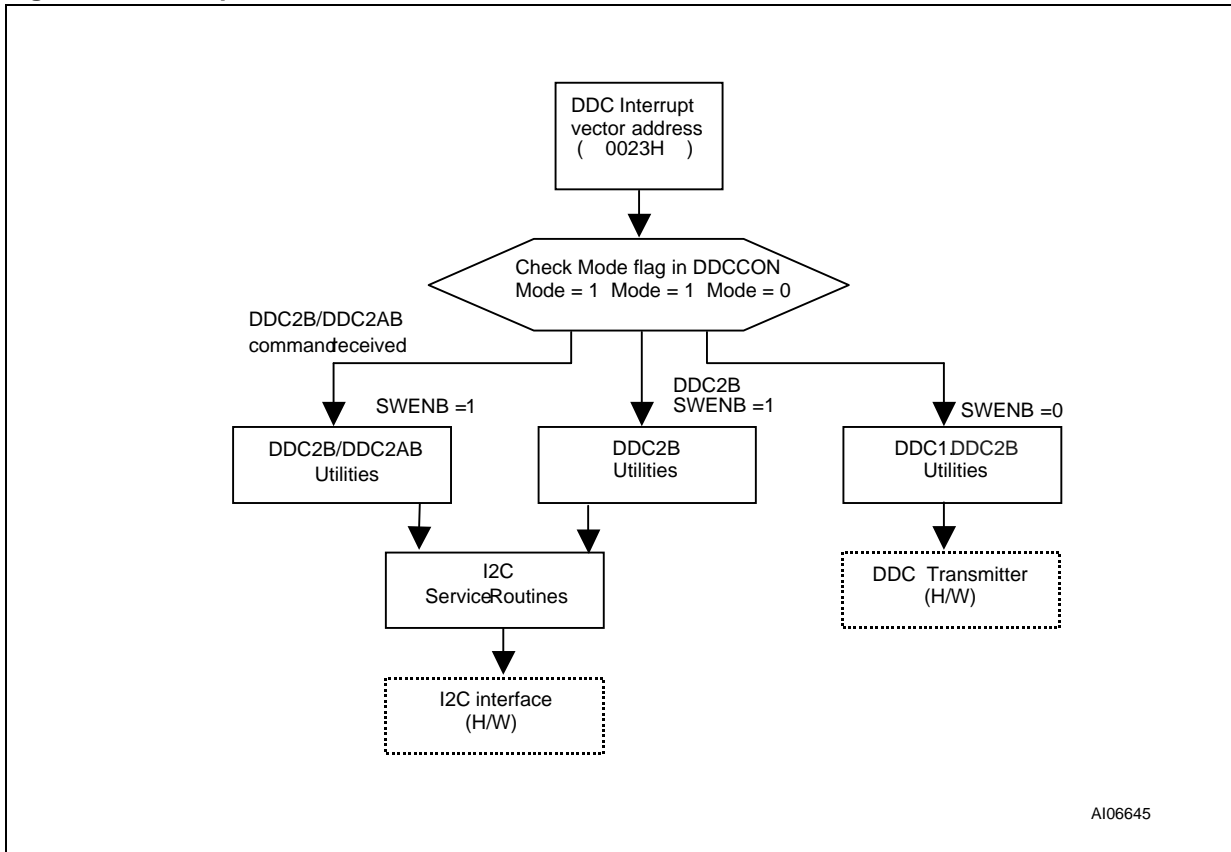 DDC Interrupt
vector address
( 0023H )
Check Mode flag in DDCCON
Mode = 1 Mode = 1 Mode = 0
DDC2B/DDC2AB
commandreceived
SWENB =1
DDC2B
SWENB =1
SWENB =0
DDC2B/DDC2AB
Utilities
DDC2B
Utilities
DDC1.DDC2B
Utilities
I2C
ServiceRoutines
DDC Transmitter
(H/W)
I2C interface
(H/W)
AI06645